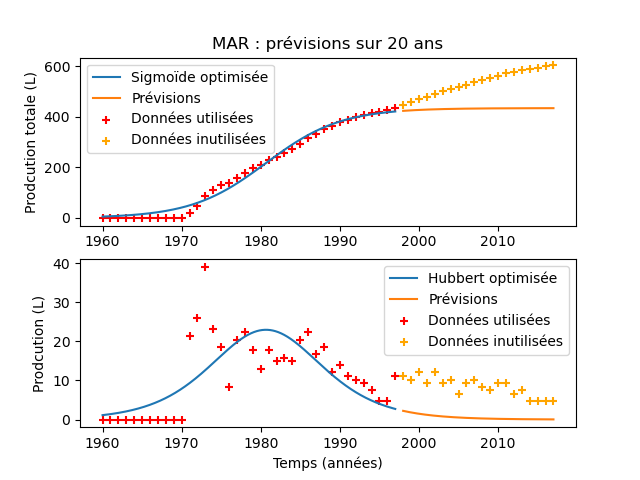 MAR : prévisions sur 20 ans
Prodcution totale (L)
600
400
200
0
Sigmoïde optimisée
Prévisions
Données utilisées
Données inutilisées
1960 1970 1980 1990 2000 2010
Prodcution (L)
40
30
20
10
0
Hubbert optimisée
Prévisions
Données utilisées
Données inutilisées
1960 1970 1980 1990 2000 2010
Temps (années)